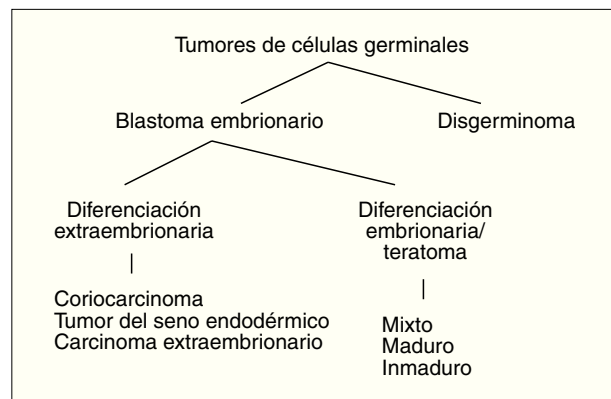 Tumores de células germinales
Blastoma embrionario
Disgerminoma
Diferenciación
extraembrionaria
Diferenciación
embrionaria/
teratoma
Coriocarcinoma
Tumor del seno endodérmico
Carcinoma extraembrionario
Mixto
Maduro
Inmaduro